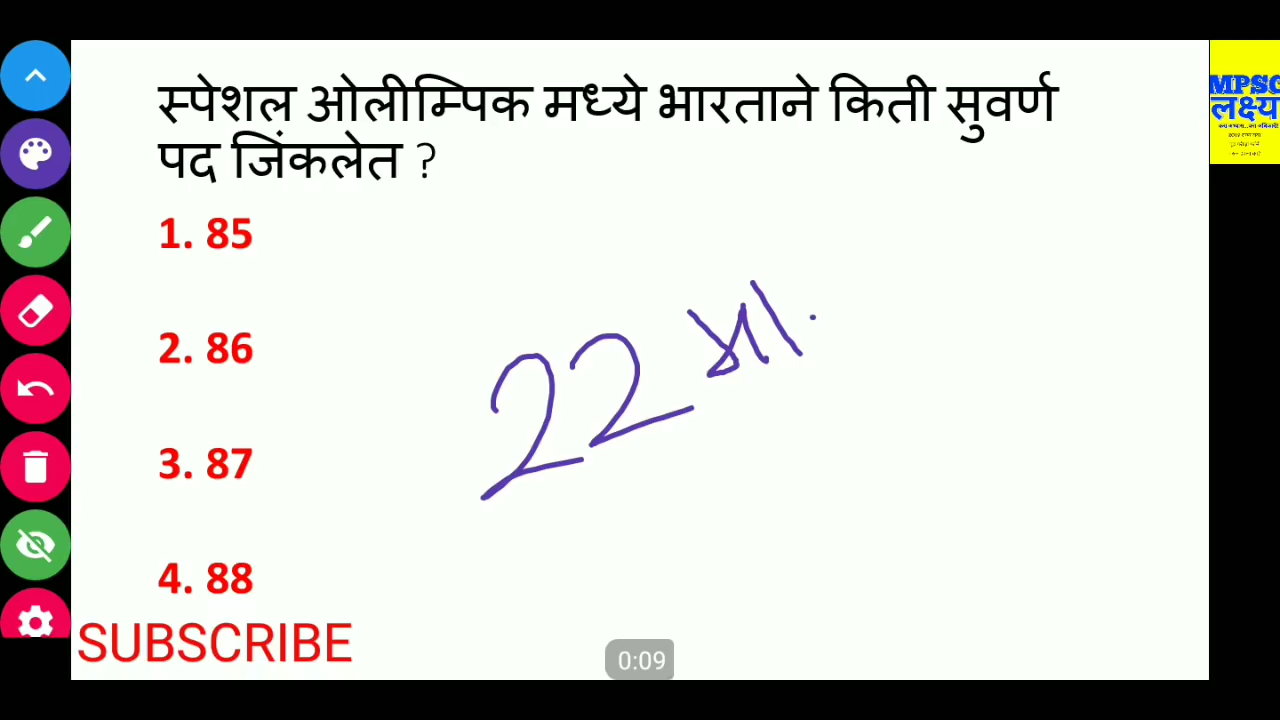 स्पेशल ओलीम्पिक मध्ये भारताने किती सुवर्ण
पद जिंकलेत ?
1. 85
2. 86
3. 87
4. 88
22 मा.
SUBSCRIBE
0:09
MPSC
लक्ष्य